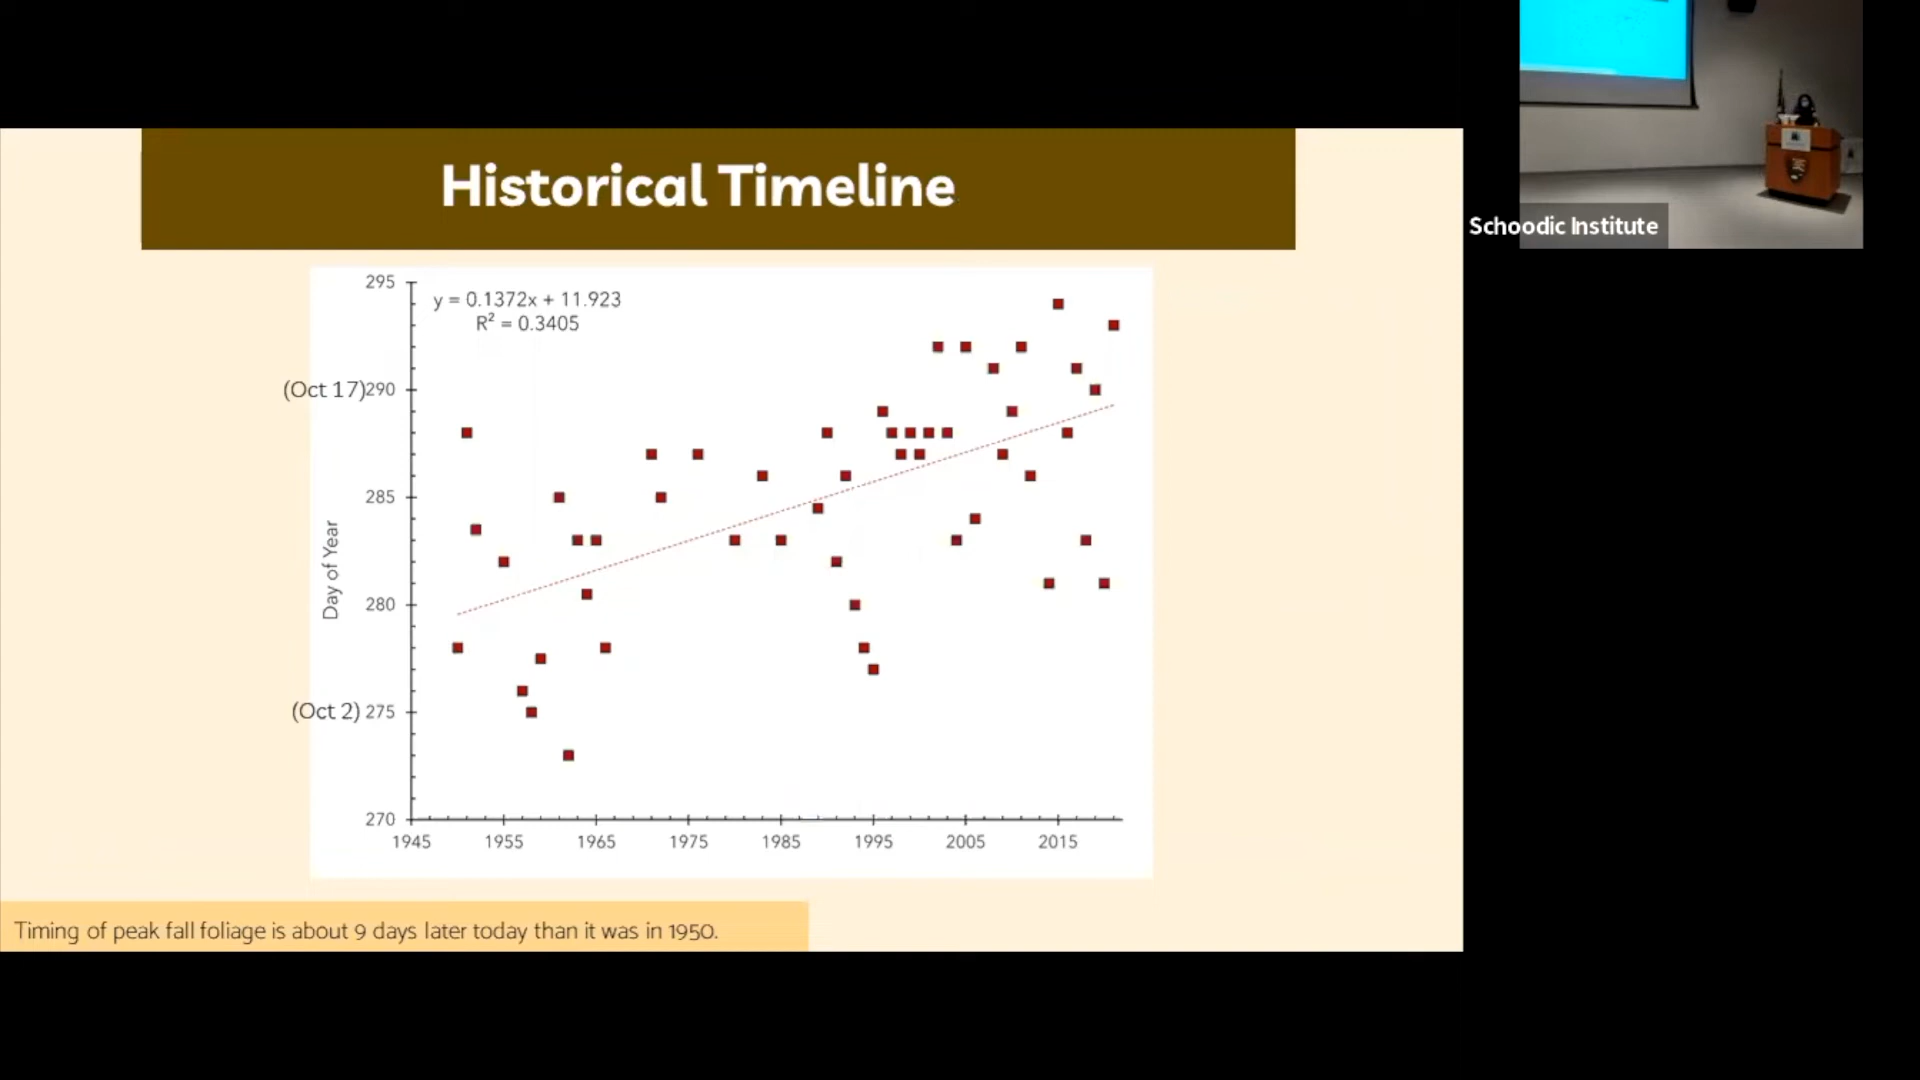 Historical Timeline
Schoodic Institute
y = 0.1372x + 11.923
R² = 0.3405
295
(Oct 17)290
285
280
(Oct 2) 275
270
Day of Year
1945 1955 1965 1975 1985 1995 2005 2015
Timing of peak fall foliage is about 9 days later today than it was in 1950.